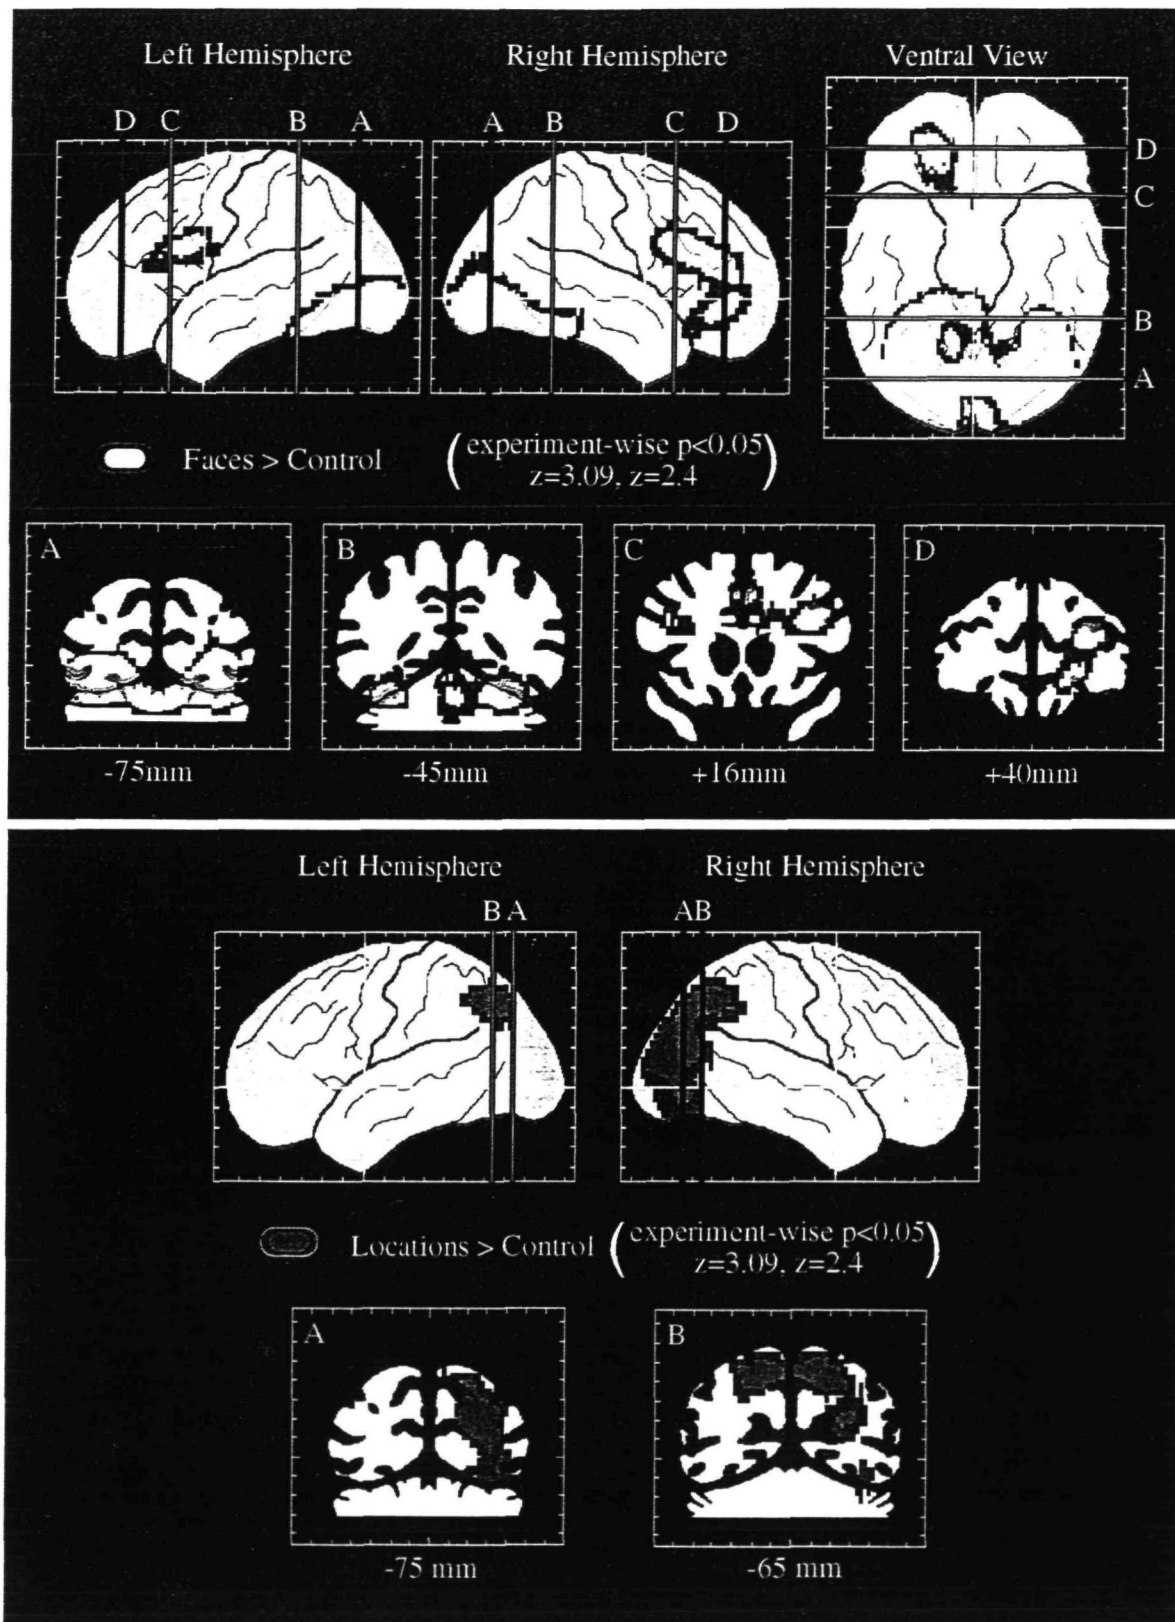 Left Hemisphere
Right Hemisphere
Ventral View
D C B A
A B C D
D
C
B
A
Faces > Control
(experiment-wise p<0.05)
z=3.09, z=2.4
A
B
C
D
-75mm
-45mm
+16mm
+40mm
Left Hemisphere
Right Hemisphere
B A
AB
Locations > Control
(experiment-wise p<0.05)
z=3.09, z=2.4
A
B
-75 mm
-65 mm